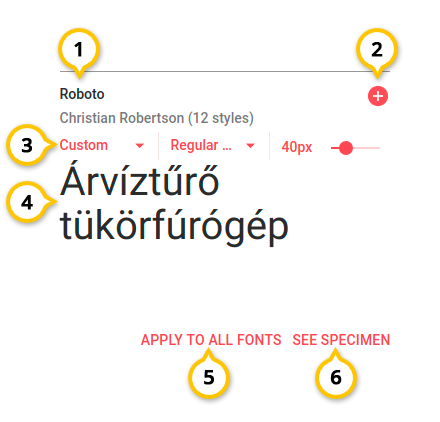 1 2
Roboto
Christian Robertson (12 styles)
3 Custom Regular ... 40px
4 Árvíztűrő
tükörfúrógép
APPLY TO ALL FONTS SEE SPECIMEN
5 6